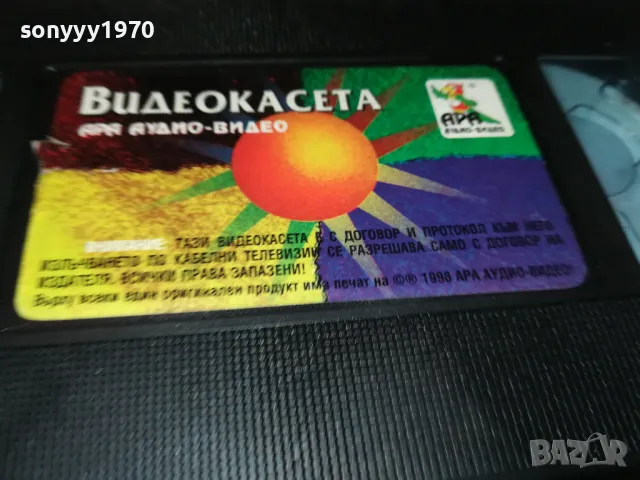 sonyyy1970
ВИДЕОКАСЕТА
АРА АУДИО-ВИДЕО
АРА
АУДИО-ВИДЕО
ВНИМАНИЕ: ТАЗИ ВИДЕОКАСЕТА Е С ДОГОВОР И ПРОТОКОЛ КЪМ НЕГО
ИЗЛЪЧВАНЕТО ПО КАБЕЛНИ ТЕЛЕВИЗИИ СЕ РАЗРЕШАВА САМО С ДОГОВОР НА
ИЗДАТЕЛЯ. ВСИЧКИ ПРАВА ЗАПАЗЕНИ!
Върху всеки един оригинален продукт има печат на ©℗ 1998 АРА АУДИО-ВИДЕО®
BAZAR